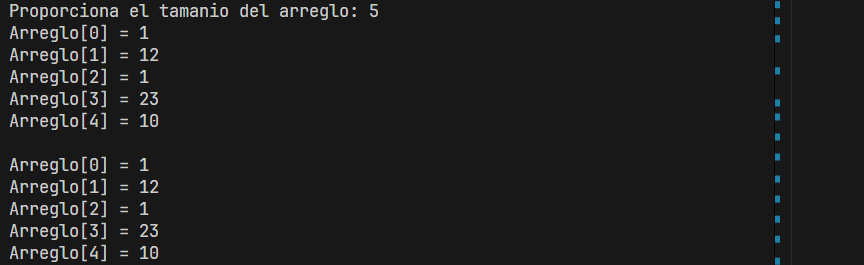 Proporciona el tamanio del arreglo: 5
Arreglo[0] = 1
Arreglo[1] = 12
Arreglo[2] = 1
Arreglo[3] = 23
Arreglo[4] = 10

Arreglo[0] = 1
Arreglo[1] = 12
Arreglo[2] = 1
Arreglo[3] = 23
Arreglo[4] = 10